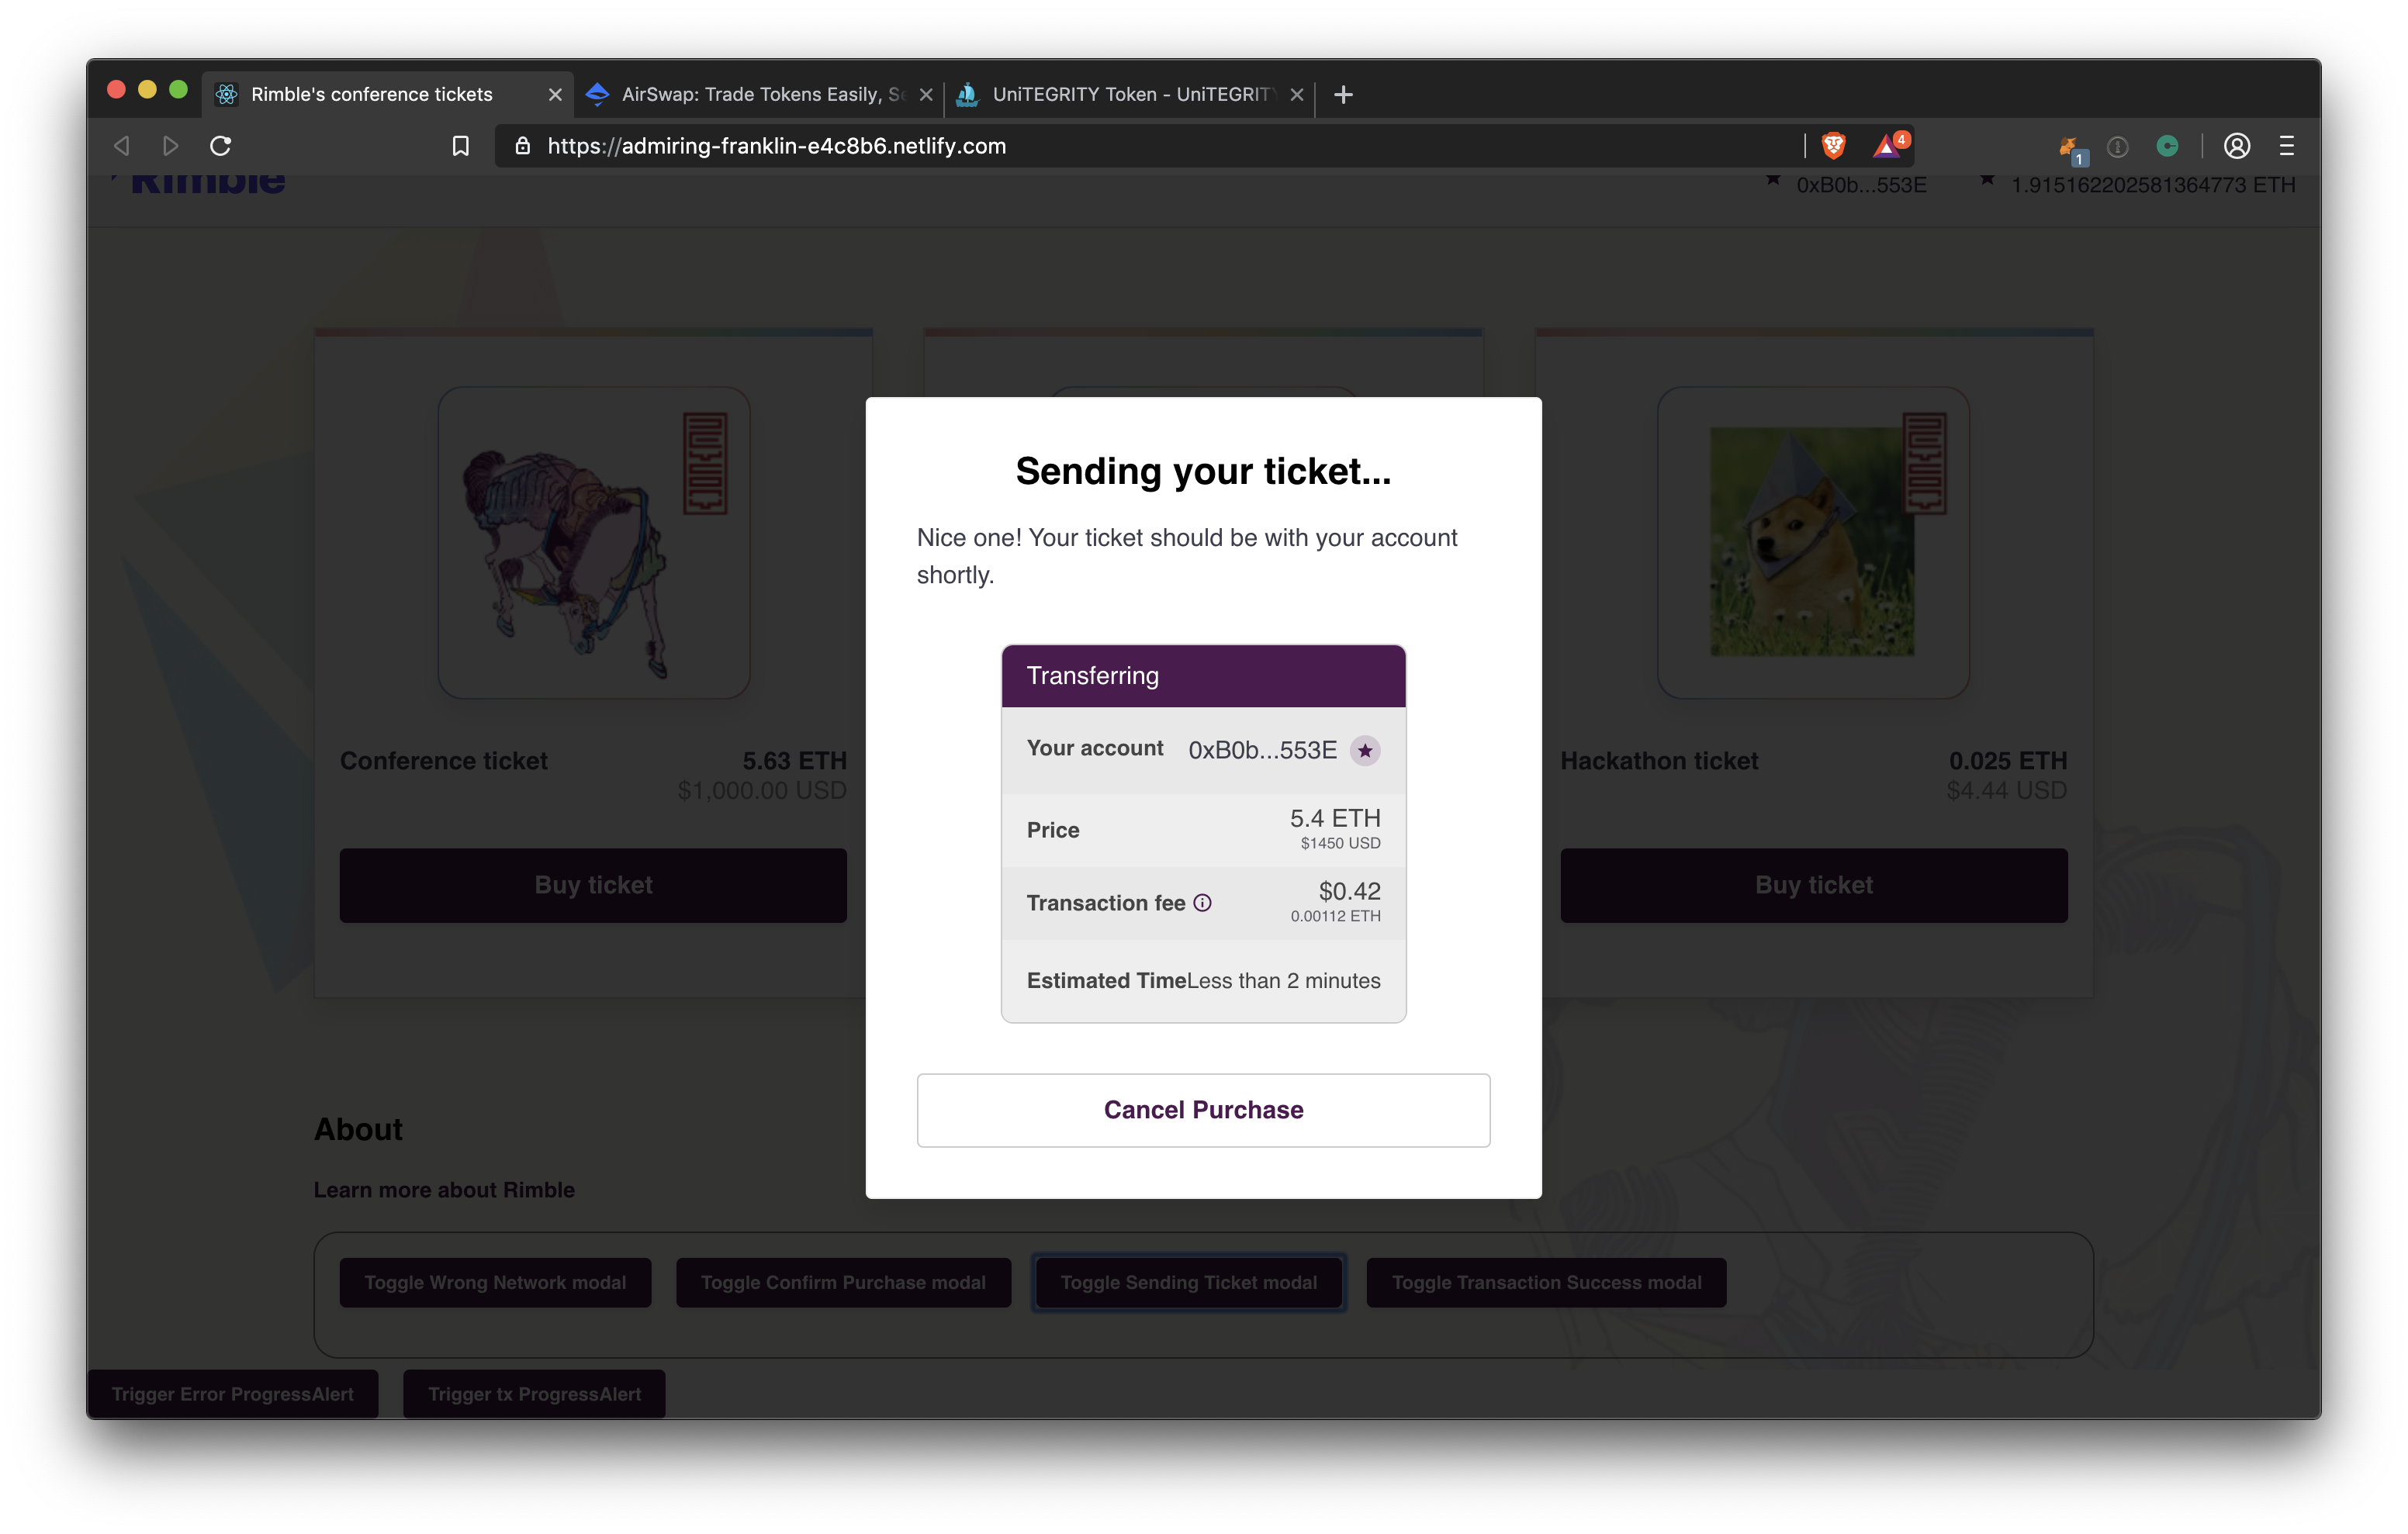 Rimble's conference tickets
AirSwap: Trade Tokens Easily, Se
UniTEGRITY Token - UniTEGRITY
https://admiring-franklin-e4c8b6.netlify.com
4
1
Rimble
0xB0b...553E
1.915162202581364773 ETH
Sending your ticket...
Nice one! Your ticket should be with your account
shortly.
Transferring
Your account 0xB0b...553E
Price 5.4 ETH
$1450 USD
Transaction fee $0.42
0.00112 ETH
Estimated Time Less than 2 minutes
Cancel Purchase
Conference ticket 5.63 ETH
$1,000.00 USD
Buy ticket
Hackathon ticket 0.025 ETH
$4.44 USD
Buy ticket
About
Learn more about Rimble
Toggle Wrong Network modal
Toggle Confirm Purchase modal
Toggle Sending Ticket modal
Toggle Transaction Success modal
Trigger Error ProgressAlert
Trigger tx ProgressAlert